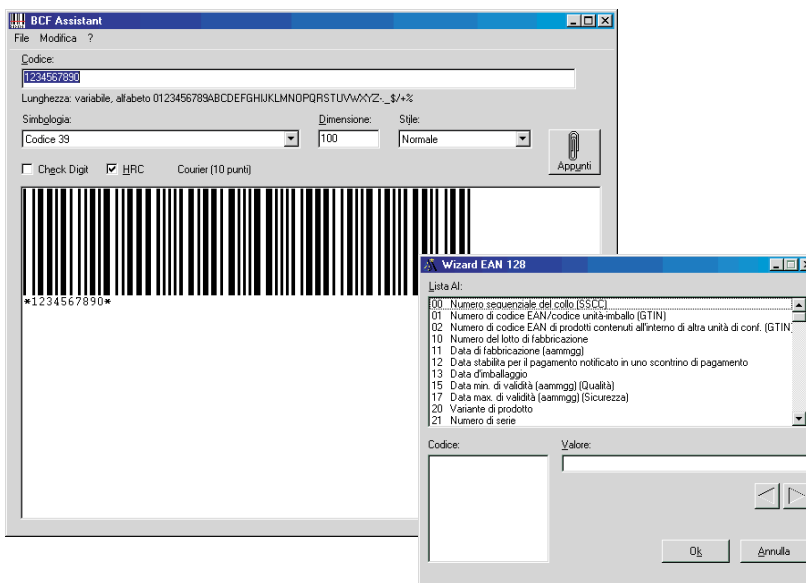 BCF Assistant
File Modifica ?
Codice:
1234567890
Lunghezza: variabile, alfabeto 0123456789ABCDEFGHIJKLMNOPQRSTUVWXYZ-._$/+%
Simbologia: Dimensione: Stile:
Codice 39 100 Normale
Check Digit HRC Courier (10 punti) Appunti
*1234567890*
Wizard EAN 128
Lista AI:
00 Numero sequenziale del collo (SSCC)
01 Numero di codice EAN/codice unità-imballo (GTIN)
02 Numero di codice EAN di prodotti contenuti all'interno di altra unità di conf. (GTIN
10 Numero del lotto di fabbricazione
11 Data di fabbricazione (aammgg)
12 Data stabilita per il pagamento notificato in uno scontrino di pagamento
13 Data d'imballaggio
15 Data min. di validità (aammgg) (Qualità)
17 Data max. di validità (aammgg) (Sicurezza)
20 Variante di prodotto
21 Numero di serie
Codice: Valore:
Ok Annulla